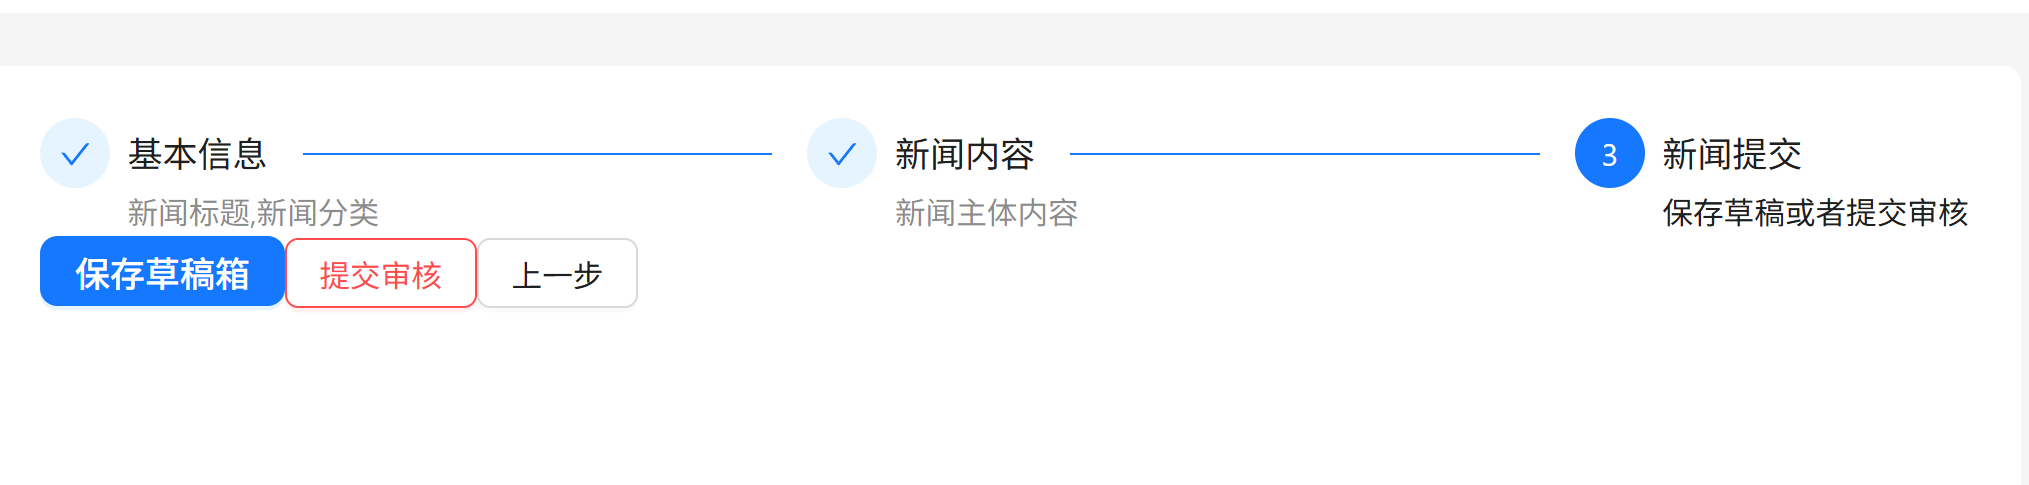 基本信息
新闻标题,新闻分类
新闻内容
新闻主体内容
3 新闻提交
保存草稿或者提交审核
保存草稿箱 提交审核 上一步